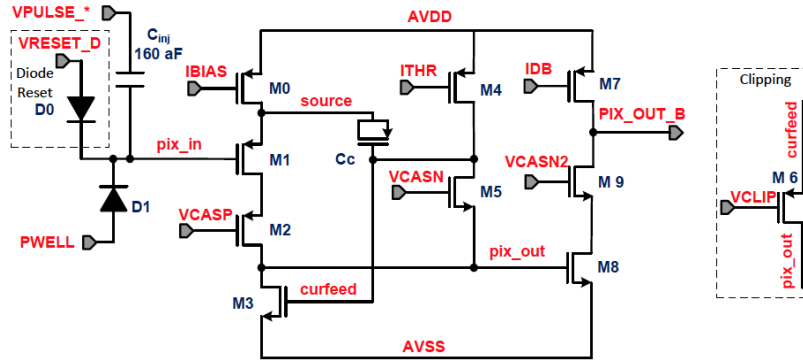 VPULSE_*
AVDD
C_inj
160 aF
VRESET_D
Diode
Reset
D0
IBIAS
M0
ITHR
M4
IDB
M7
Clipping
source
PIX_OUT_B
curfeed
pix_in
M1
Cc
VCASN
M5
VCASN2
M 9
M 6
VCLIP
D1
VCASP
M2
PWELL
pix_out
M8
pix_out
M3
curfeed
AVSS